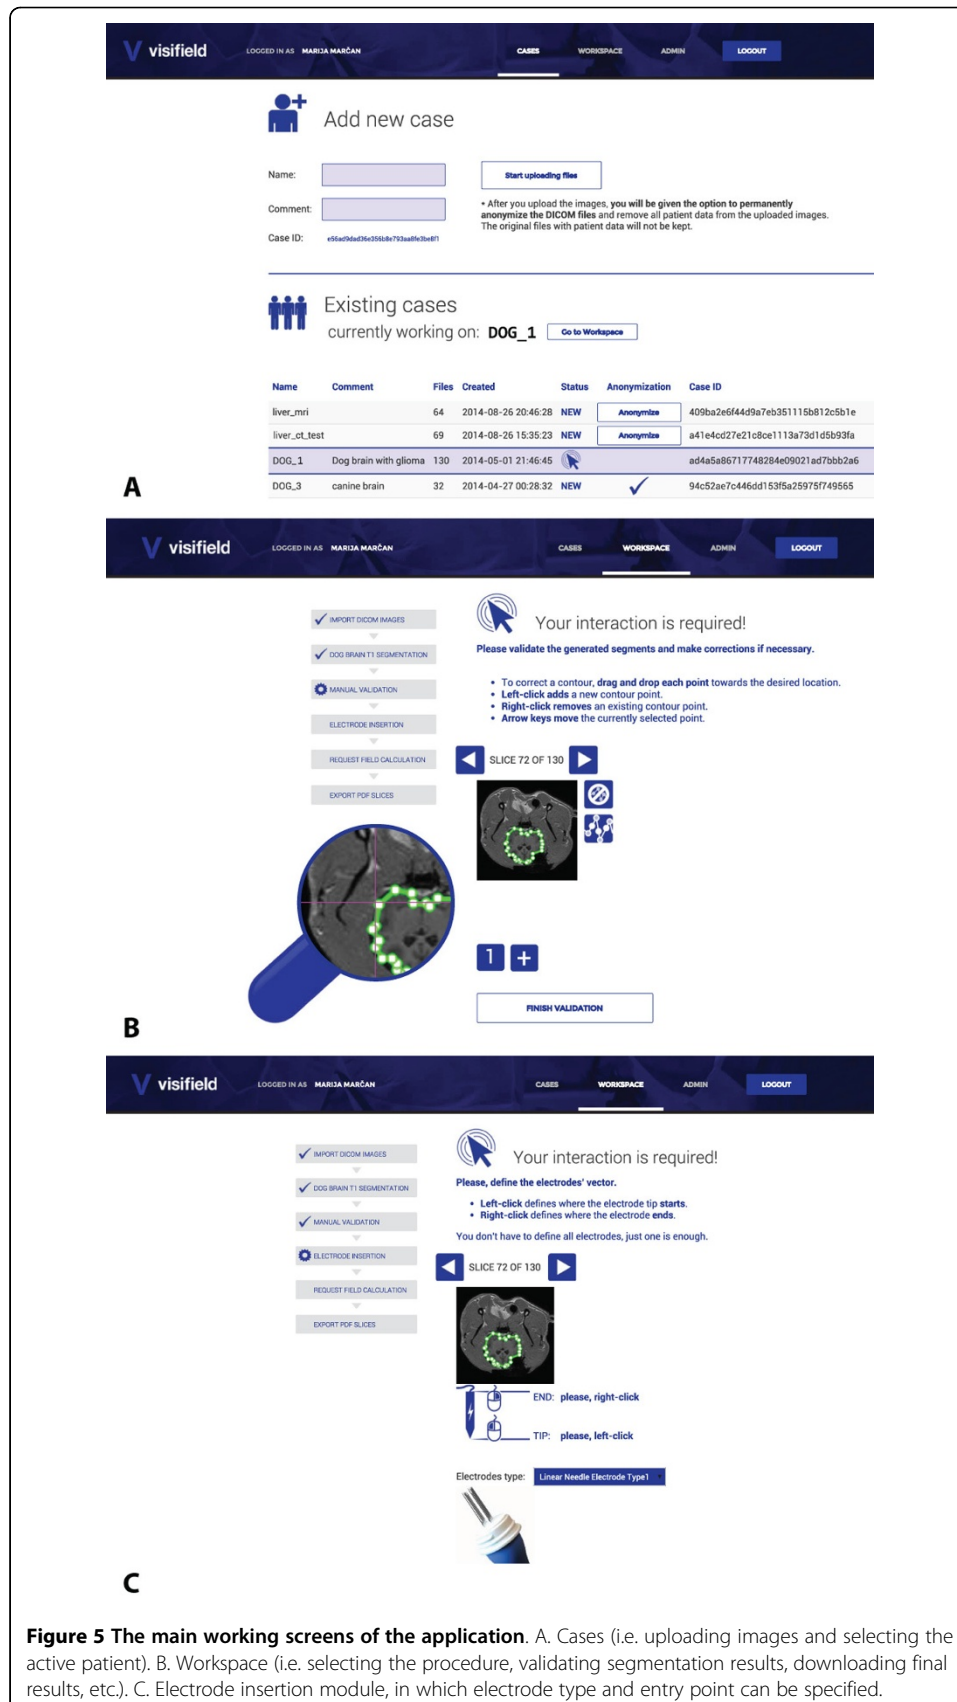 visifield LOGGED IN AS MARIJA MARČAN CASES WORKSPACE ADMIN LOGOUT
Add new case
Name:
Start uploading files
Comment:
• After you upload the images, you will be given the option to permanently
anonymize the DICOM files and remove all patient data from the uploaded images.
The original files with patient data will not be kept.
Case ID: e56ad9dad36e356b8e793aa8fe3be8f1
Existing cases
currently working on: DOG_1 Go to Workspace
Name Comment Files Created Status Anonymization Case ID
liver_mri 64 2014-08-26 20:46:28 NEW Anonymize 409ba2e6f44d9a7eb351115b812c5b1e
liver_ct_test 69 2014-08-26 15:35:23 NEW Anonymize a41e4cd27e21c8ce1113a73d1d5b93fa
DOG_1 Dog brain with glioma 130 2014-05-01 21:46:45 ad4a5a86717748284e09021ad7bbb2a6
DOG_3 canine brain 32 2014-04-27 00:28:32 NEW 94c52ae7c446dd153f5a25975f749565
A
visifield LOGGED IN AS MARIJA MARČAN CASES WORKSPACE ADMIN LOGOUT
IMPORT DICOM IMAGES
DOG BRAIN T1 SEGMENTATION
MANUAL VALIDATION
ELECTRODE INSERTION
REQUEST FIELD CALCULATION
EXPORT PDF SLICES
Your interaction is required!
Please validate the generated segments and make corrections if necessary.
• To correct a contour, drag and drop each point towards the desired location.
• Left-click adds a new contour point.
• Right-click removes an existing contour point.
• Arrow keys move the currently selected point.
SLICE 72 OF 130
1 +
FINISH VALIDATION
B
visifield LOGGED IN AS MARIJA MARČAN CASES WORKSPACE ADMIN LOGOUT
IMPORT DICOM IMAGES
DOG BRAIN T1 SEGMENTATION
MANUAL VALIDATION
ELECTRODE INSERTION
REQUEST FIELD CALCULATION
EXPORT PDF SLICES
Your interaction is required!
Please, define the electrodes' vector.
• Left-click defines where the electrode tip starts.
• Right-click defines where the electrode ends.
You don't have to define all electrodes, just one is enough.
SLICE 72 OF 130
END: please, right-click
TIP: please, left-click
Electrodes type: Linear Needle Electrode Type1
C
Figure 5 The main working screens of the application. A. Cases (i.e. uploading images and selecting the
active patient). B. Workspace (i.e. selecting the procedure, validating segmentation results, downloading final
results, etc.). C. Electrode insertion module, in which electrode type and entry point can be specified.